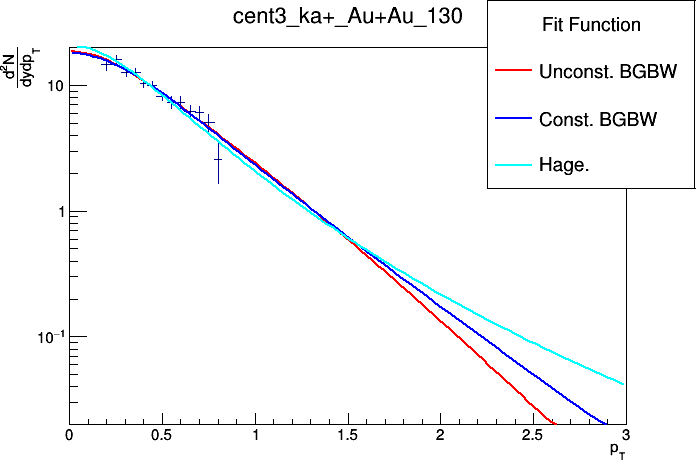 cent3_ka+_Au+Au_130
d²N
dydp_T
Fit Function
Unconst. BGBW
Const. BGBW
Hage.
10
1
10⁻¹
0 0.5 1 1.5 2 2.5 3
p_T